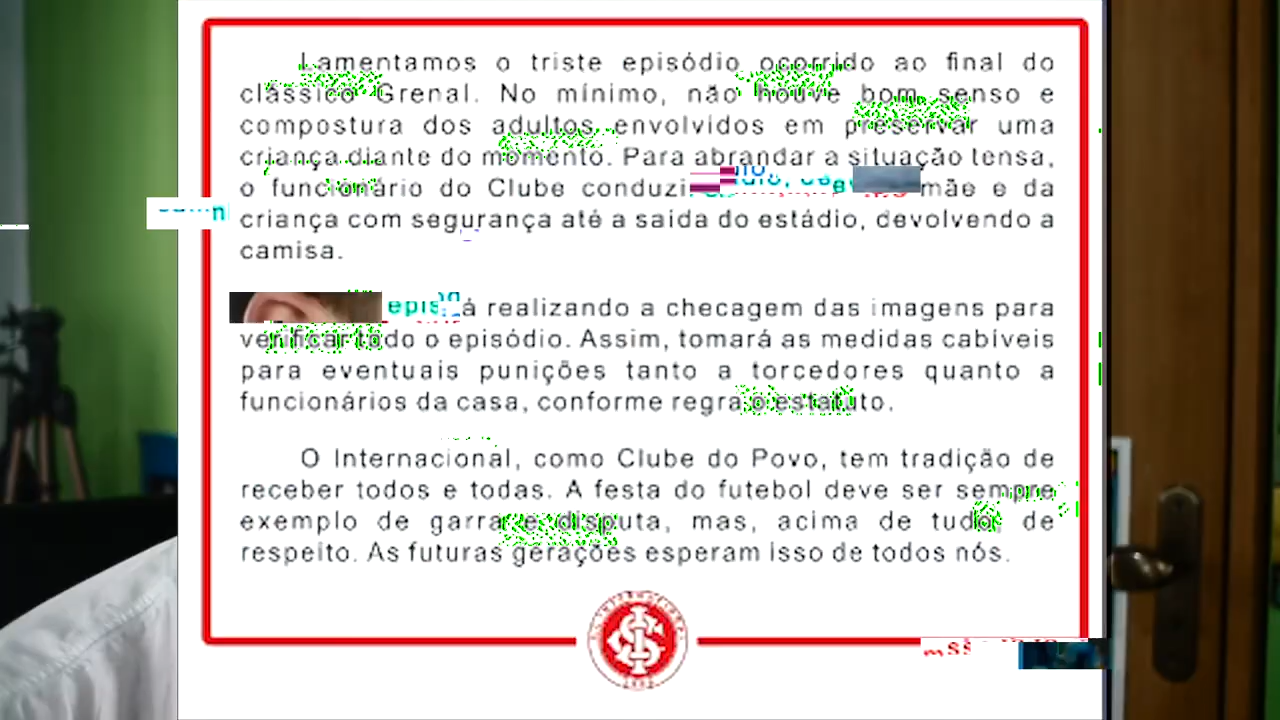 Lamentamos o triste episódio ocorrido ao final do
clássico Grenal. No mínimo, não houve bom senso e
compostura dos adultos envolvidos em preservar uma
criança diante do momento. Para abrandar a situação tensa,
o funcionário do Clube mãe e da
criança com segurança até a saída do estádio, devolvendo a
camisa.
realizando a checagem das imagens para
verificar todo o episódio. Assim, tomará as medidas cabíveis
para eventuais punições tanto a torcedores quanto a
funcionários da casa, conforme regra o estatuto.
O Internacional, como Clube do Povo, tem tradição de
receber todos e todas. A festa do futebol deve ser sempre
exemplo de garra e disputa, mas, acima de tudo, de
respeito. As futuras gerações esperam isso de todos nós.